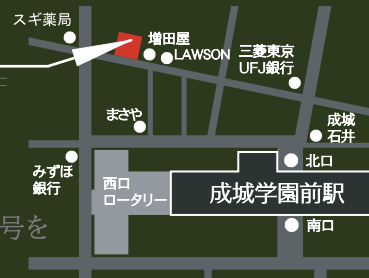 スギ薬局
増田屋
LAWSON
三菱東京
UFJ銀行
まさや
成城
石井
みずほ
銀行
西口
ロータリー
北口
成城学園前駅
南口
号を